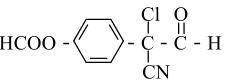 Cl O
HCOO - - C - C - H
CN